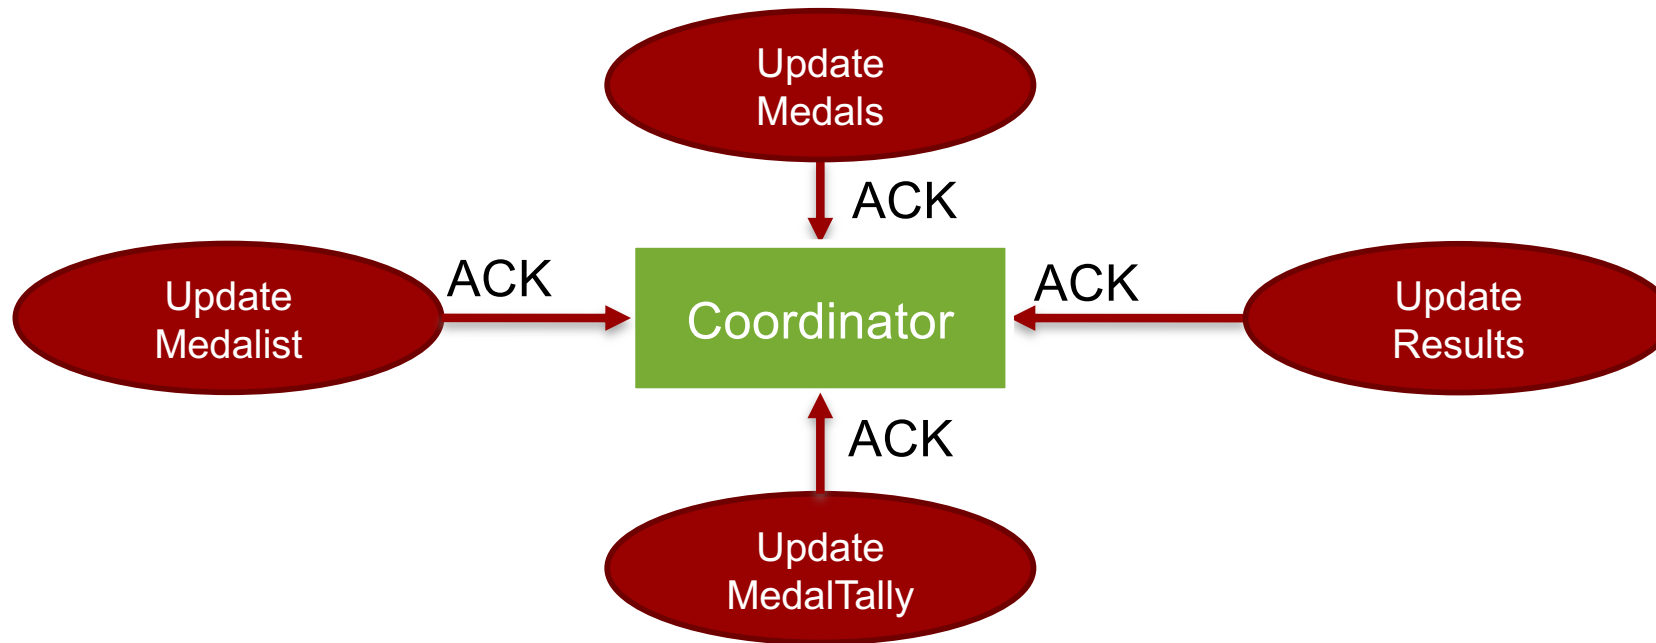 Update
Medals
ACK
Update
Medalist
ACK
Coordinator
ACK
Update
Results
ACK
Update
MedalTally